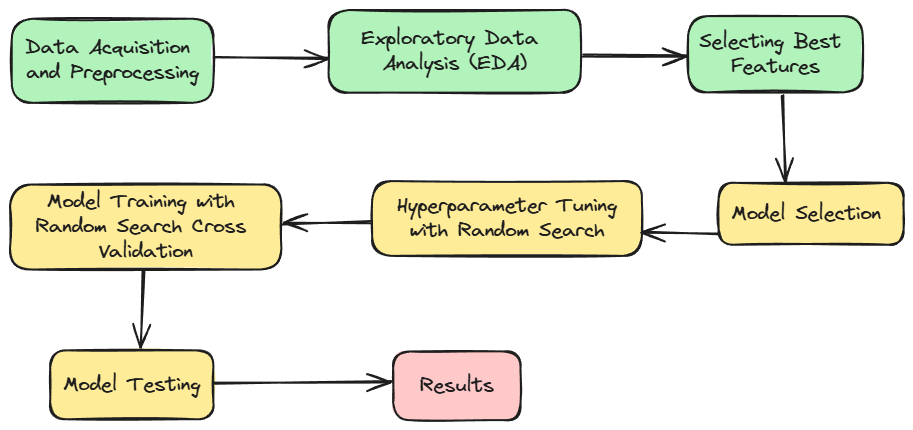 Data Acquisition
and Preprocessing
Exploratory Data
Analysis (EDA)
Selecting Best
Features
Model Selection
Hyperparameter Tuning
with Random Search
Model Training with
Random Search Cross
Validation
Model Testing
Results